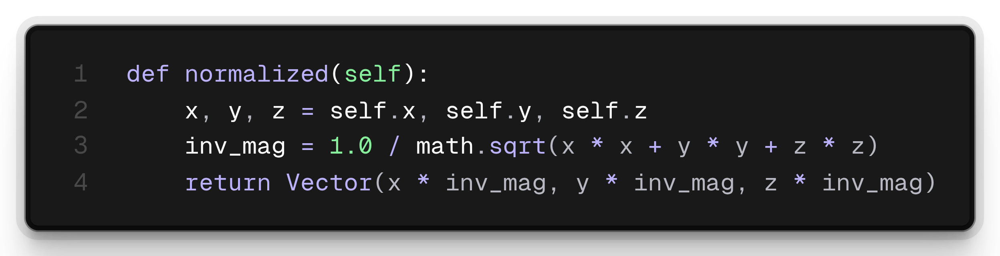 1 def normalized(self):
2     x, y, z = self.x, self.y, self.z
3     inv_mag = 1.0 / math.sqrt(x * x + y * y + z * z)
4     return Vector(x * inv_mag, y * inv_mag, z * inv_mag)